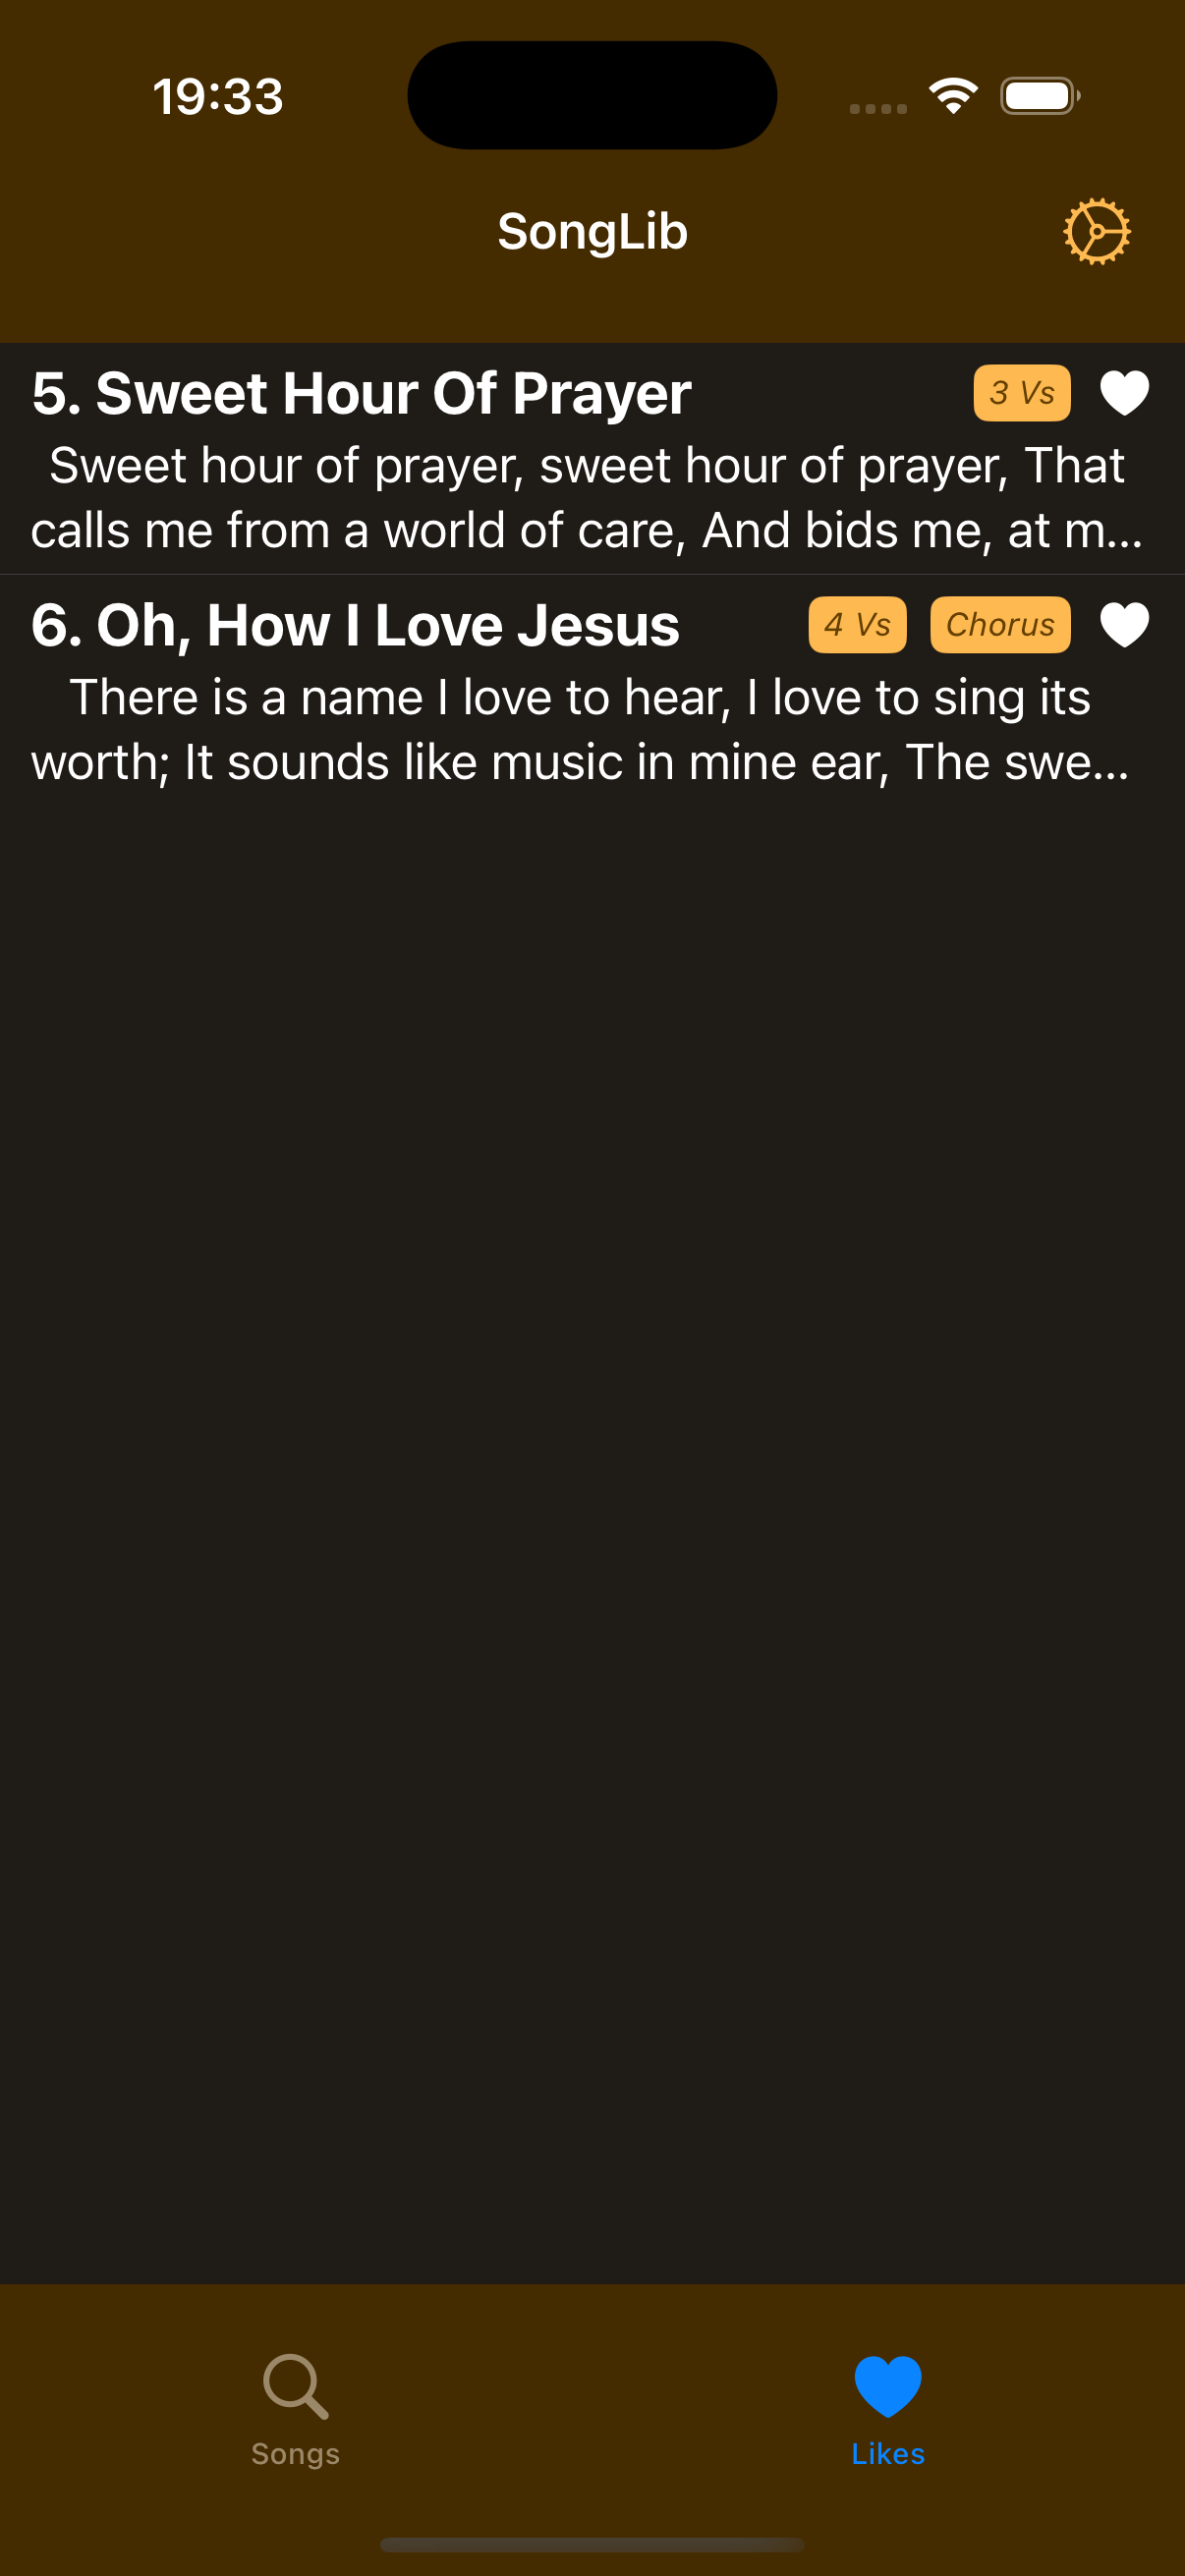 19:33
SongLib
5. Sweet Hour Of Prayer 3 Vs
Sweet hour of prayer, sweet hour of prayer, That
calls me from a world of care, And bids me, at m...
6. Oh, How I Love Jesus 4 Vs Chorus
There is a name I love to hear, I love to sing its
worth; It sounds like music in mine ear, The swe...
Songs Likes